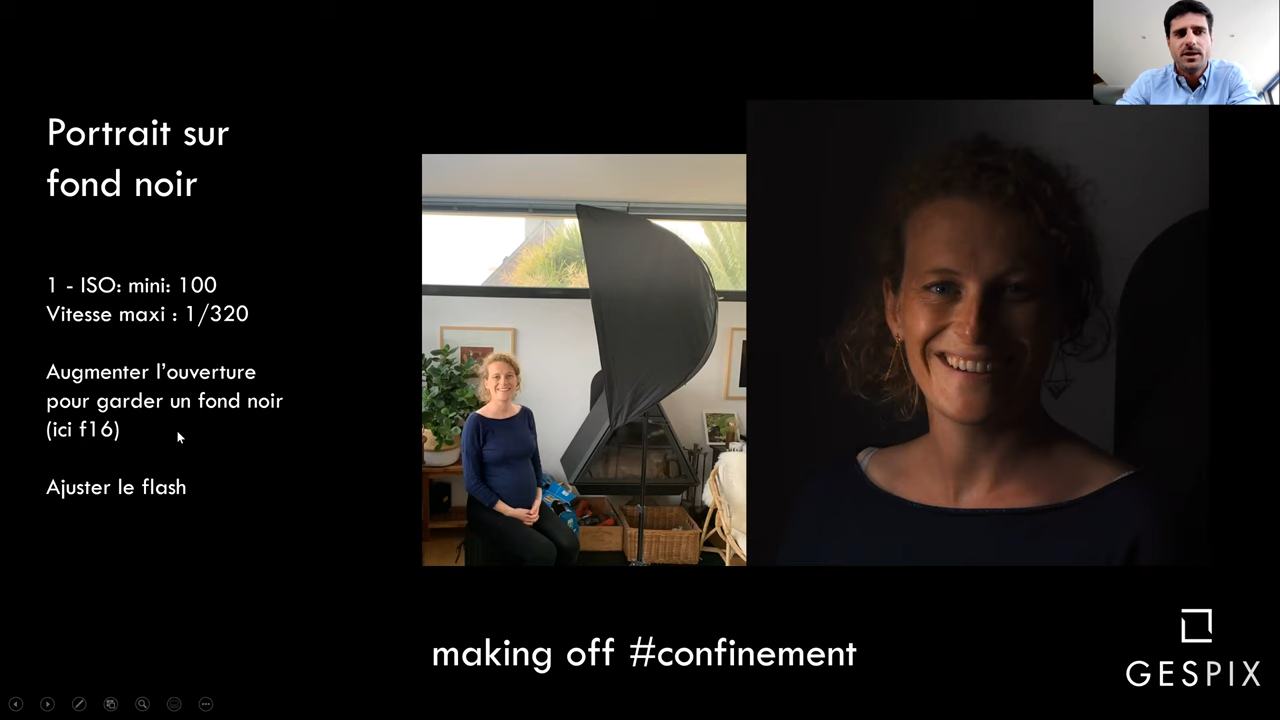 Portrait sur
fond noir
1 - ISO: mini: 100
Vitesse maxi : 1/320
Augmenter l’ouverture
pour garder un fond noir
(ici f16)
Ajuster le flash
making off #confinement
GESPIX